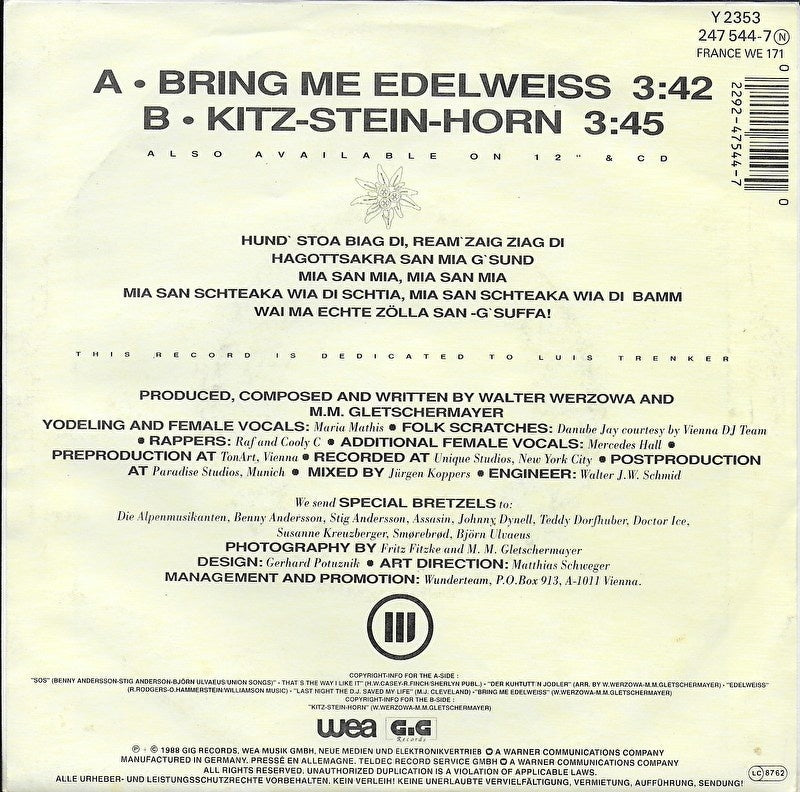 Y 2353
247 544-7 N
FRANCE WE 171
A • BRING ME EDELWEISS 3:42
B • KITZ-STEIN-HORN 3:45
ALSO AVAILABLE ON 12" & CD
0 2292-47544-7 0
HUND` STOA BIAG DI, REAM`ZAIG ZIAG DI
HAGOTTSAKRA SAN MIA G`SUND
MIA SAN MIA, MIA SAN MIA
MIA SAN SCHTEAKA WIA DI SCHTIA, MIA SAN SCHTEAKA WIA DI BAMM
WAI MA ECHTE ZÖLLA SAN -G`SUFFA!
THIS RECORD IS DEDICATED TO LUIS TRENKER
PRODUCED, COMPOSED AND WRITTEN BY WALTER WERZOWA AND
M.M. GLETSCHERMAYER
YODELING AND FEMALE VOCALS: Maria Mathis • FOLK SCRATCHES: Danube Jay courtesy by Vienna DJ Team
• RAPPERS: Raf and Cooly C • ADDITIONAL FEMALE VOCALS: Mercedes Hall •
PREPRODUCTION AT TonArt, Vienna • RECORDED AT Unique Studios, New York City • POSTPRODUCTION
AT Paradise Studios, Munich • MIXED BY Jürgen Koppers • ENGINEER: Walter J.W. Schmid
We send SPECIAL BRETZELS to:
Die Alpenmusikanten, Benny Andersson, Stig Andersson, Assasin, Johnny Dynell, Teddy Dorfhuber, Doctor Ice,
Susanne Kreuzberger, Smørebrød, Björn Ulvaeus
PHOTOGRAPHY BY Fritz Fitzke and M. M. Gletschermayer
DESIGN: Gerhard Potuznik • ART DIRECTION: Matthias Schweger
MANAGEMENT AND PROMOTION: Wunderteam, P.O.Box 913, A-1011 Vienna.
COPYRIGHT-INFO FOR THE A-SIDE :
"SOS" (BENNY ANDERSSON-STIG ANDERSON-BJÖRN ULVAEUS/UNION SONGS)" - THAT´S THE WAY I LIKE IT" (H.W.CASEY-R.FINCH/SHERLYN PUBL.) - "DER KUHTUTT´N JODLER" (ARR. BY W.WERZOWA-M.M.GLETSCHERMAYER) - "EDELWEISS"
(R.RODGERS-O.HAMMERSTEIN/WILLIAMSON MUSIC) - "LAST NIGHT THE D.J. SAVED MY LIFE" (M.J. CLEVELAND) -"BRING ME EDELWEISS" (W.WERZOWA-M.M.GLETSCHERMAYER)
COPYRIGHT-INFO FOR THE B-SIDE :
"KITZ-STEIN-HORN" (W.WERZOWA-M.M.GLETSCHERMAYER)
wea GiG
Records
℗ · © 1988 GIG RECORDS, WEA MUSIK GMBH, NEUE MEDIEN UND ELEKTRONIKVERTRIEB A WARNER COMMUNICATIONS COMPANY
MANUFACTURED IN GERMANY. PRESSÉ EN ALLEMAGNE. TELDEC RECORD SERVICE GMBH A WARNER COMMUNICATIONS COMPANY
ALL RIGHTS RESERVED. UNAUTHORIZED DUPLICATION IS A VIOLATION OF APPLICABLE LAWS.
ALLE URHEBER- UND LEISTUNGSSCHUTZRECHTE VORBEHALTEN. KEIN VERLEIH! KEINE UNERLAUBTE VERVIELFÄLTIGUNG, VERMIETUNG, AUFFÜHRUNG, SENDUNG!
LC 8762